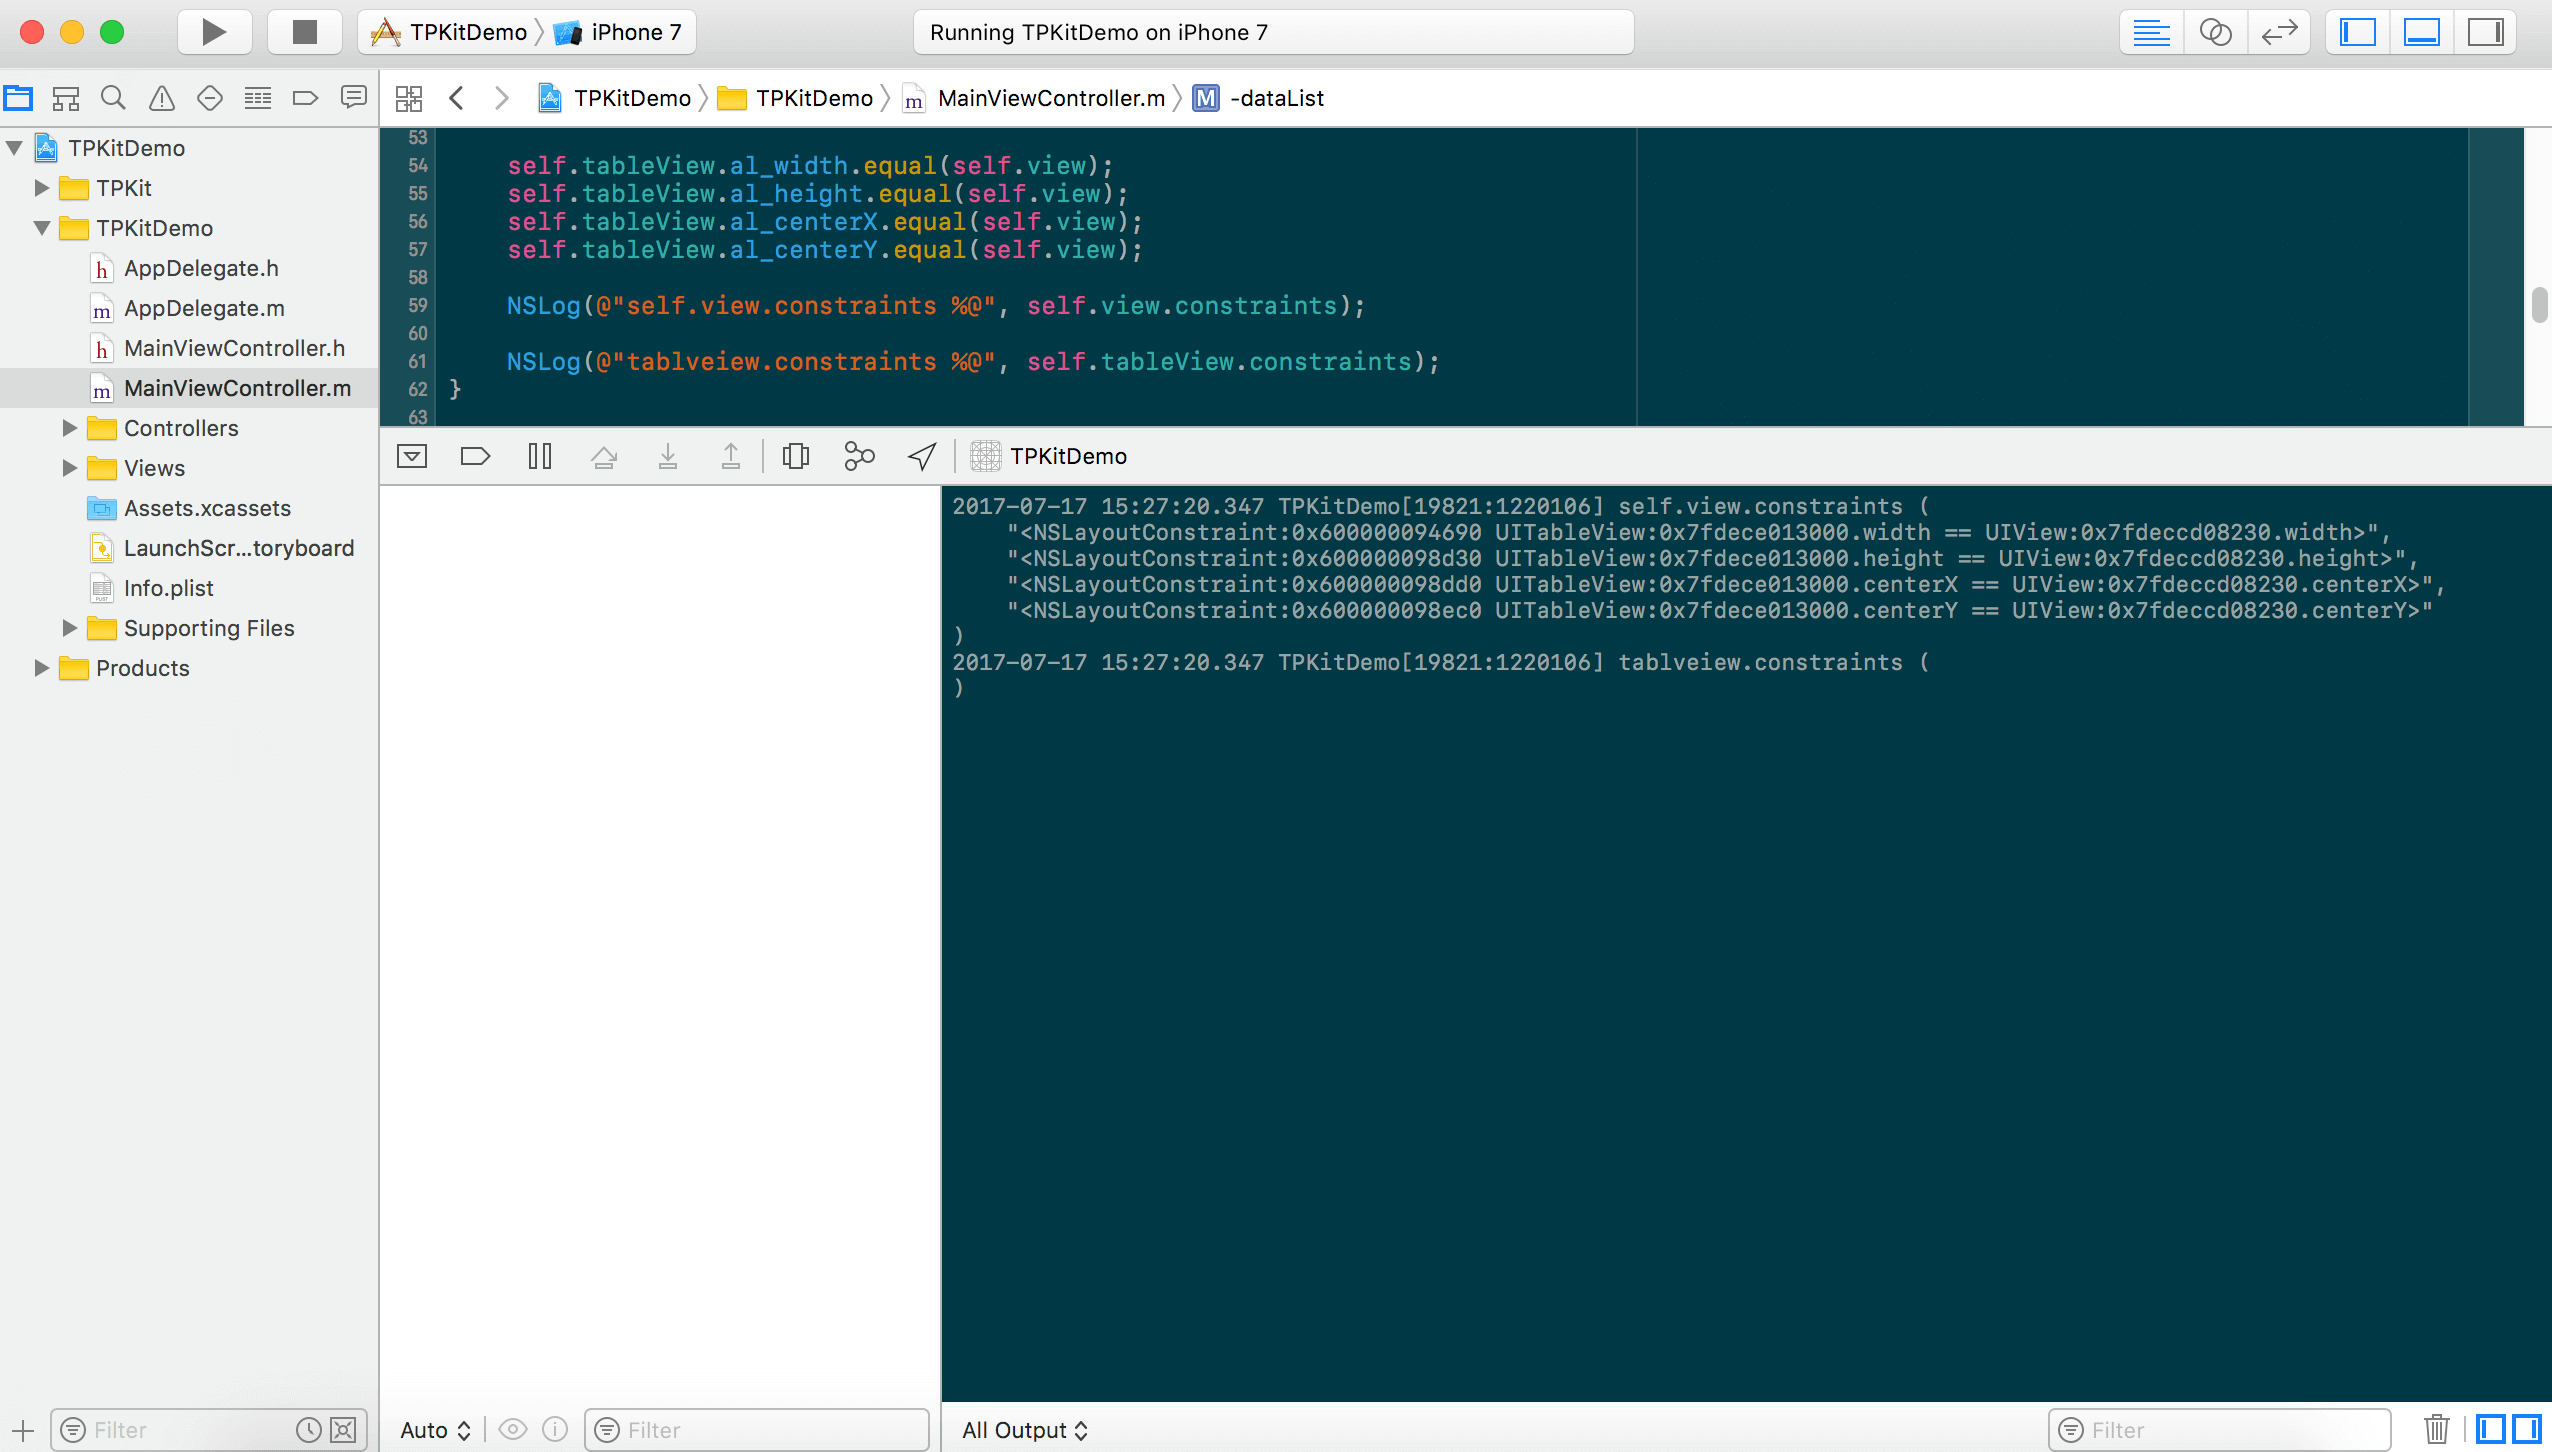 TPKitDemo iPhone 7
Running TPKitDemo on iPhone 7
TPKitDemo TPKitDemo m MainViewController.m M -dataList
TPKitDemo
TPKit
TPKitDemo
h AppDelegate.h
m AppDelegate.m
h MainViewController.h
m MainViewController.m
Controllers
Views
Assets.xcassets
LaunchScr...toryboard
Info.plist
Supporting Files
Products
53
54 self.tableView.al_width.equal(self.view);
55 self.tableView.al_height.equal(self.view);
56 self.tableView.al_centerX.equal(self.view);
57 self.tableView.al_centerY.equal(self.view);
58
59 NSLog(@"self.view.constraints %@", self.view.constraints);
60
61 NSLog(@"tablveiew.constraints %@", self.tableView.constraints);
62 }
63
TPKitDemo
2017-07-17 15:27:20.347 TPKitDemo[19821:1220106] self.view.constraints (
"<NSLayoutConstraint:0x600000094690 UITableView:0x7fdece013000.width == UIView:0x7fdeccd08230.width>",
"<NSLayoutConstraint:0x600000098d30 UITableView:0x7fdece013000.height == UIView:0x7fdeccd08230.height>",
"<NSLayoutConstraint:0x600000098dd0 UITableView:0x7fdece013000.centerX == UIView:0x7fdeccd08230.centerX>",
"<NSLayoutConstraint:0x600000098ec0 UITableView:0x7fdece013000.centerY == UIView:0x7fdeccd08230.centerY>"
)
2017-07-17 15:27:20.347 TPKitDemo[19821:1220106] tablveiew.constraints (
)
Filter
Auto Filter
All Output Filter